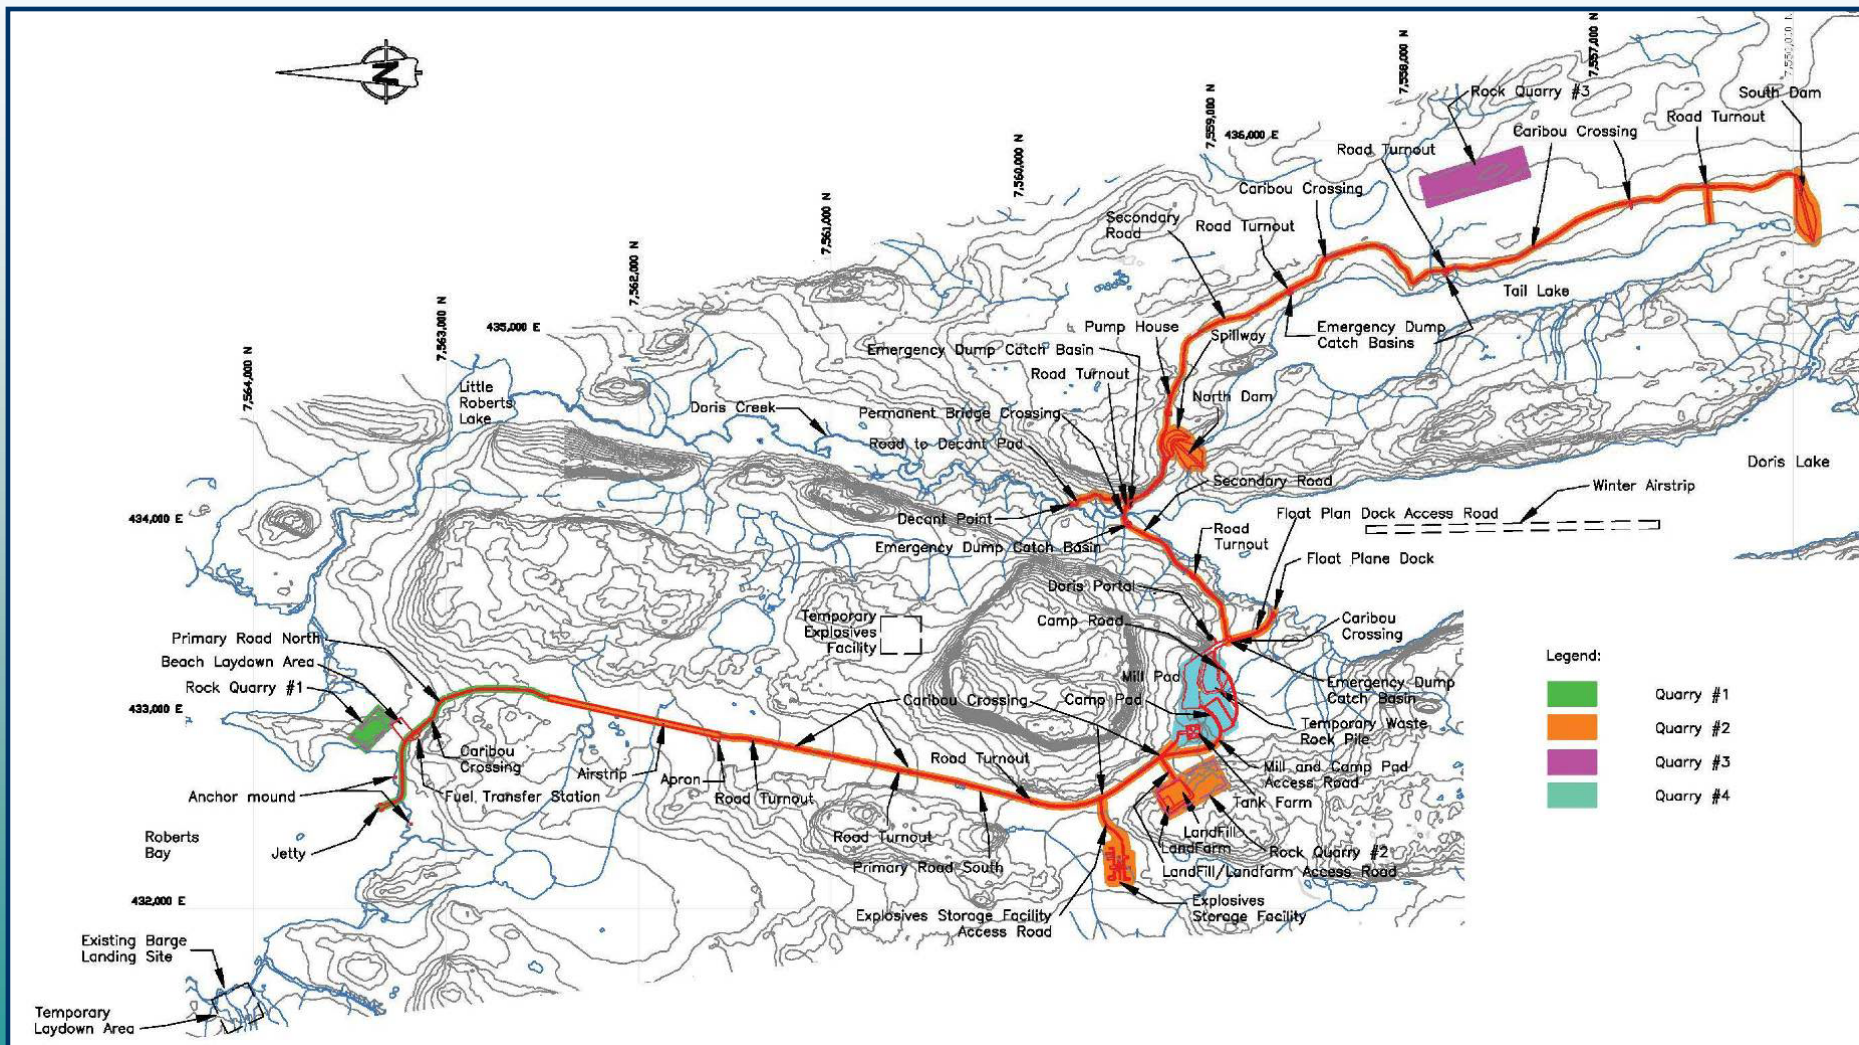 N
7,564,000 N
7,563,000 N
7,562,000 N
7,561,000 N
7,560,000 N
7,559,000 N
7,558,000 N
7,557,000 N
436,000 E
435,000 E
434,000 E
433,000 E
432,000 E
Rock Quarry #3
South Dam
Road Turnout
Caribou Crossing
Road Turnout
Caribou Crossing
Secondary
Road
Road Turnout
Tail Lake
Pump House
Spillway
Emergency Dump
Catch Basins
Emergency Dump Catch Basin
Road Turnout
North Dam
Little
Roberts
Lake
Doris Creek
Permanent Bridge Crossing
Road to Decant Pad
Doris Lake
Secondary Road
Winter Airstrip
Decant Point
Float Plan Dock Access Road
Emergency Dump Catch Basin
Road
Turnout
Float Plane Dock
Doris Portal
Temporary
Explosives
Facility
Camp Road
Caribou
Crossing
Primary Road North
Beach Laydown Area
Rock Quarry #1
Mill Pad
Emergency Dump
Catch Basin
Caribou Crossing
Camp Pad
Temporary Waste
Rock Pile
Caribou
Crossing
Airstrip
Apron
Road Turnout
Road Turnout
Mill and Camp Pad
Access Road
Anchor mound
Fuel Transfer Station
Tank Farm
Roberts
Bay
Jetty
Road Turnout
LandFill
LandFarm
Rock Quarry #2
Primary Road South
LandFill/Landfarm Access Road
Explosives Storage Facility
Access Road
Explosives
Storage Facility
Existing Barge
Landing Site
Temporary
Laydown Area
Legend:
Quarry #1
Quarry #2
Quarry #3
Quarry #4